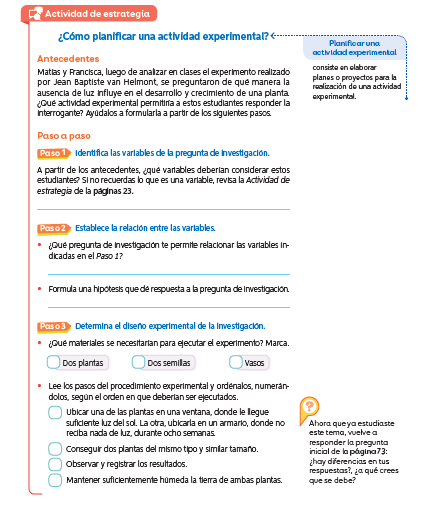 Actividad de estrategia
¿Cómo planificar una actividad experimental?
Planificar una
actividad experimental
consiste en elaborar
planes o proyectos para la
realización de una actividad
experimental.
Antecedentes
Matías y Francisca, luego de analizar en clases el experimento realizado
por Jean Baptiste van Helmont, se preguntaron de qué manera la
ausencia de luz influye en el desarrollo y crecimiento de una planta.
¿Qué actividad experimental permitiría a estos estudiantes responder la
interrogante? Ayúdalos a formularla a partir de los siguientes pasos.
Paso a paso
Paso 1 Identifica las variables de la pregunta de investigación.
A partir de los antecedentes, ¿qué variables deberían considerar estos
estudiantes? Si no recuerdas lo que es una variable, revisa la Actividad de
estrategia de la páginas 23.
Paso 2 Establece la relación entre las variables.
• ¿Qué pregunta de investigación te permite relacionar las variables in-
dicadas en el Paso 1?
• Formula una hipótesis que dé respuesta a la pregunta de investigación.
Paso 3 Determina el diseño experimental de la investigación.
• ¿Qué materiales se necesitarían para ejecutar el experimento? Marca.
Dos plantas Dos semillas Vasos
• Lee los pasos del procedimiento experimental y ordénalos, numerán-
dolos, según el orden en que deberían ser ejecutados.
Ubicar una de las plantas en una ventana, donde le llegue
suficiente luz del sol. La otra, ubicarla en un armario, donde no
reciba nada de luz, durante ocho semanas.
Conseguir dos plantas del mismo tipo y similar tamaño.
Observar y registrar los resultados.
Mantener suficientemente húmeda la tierra de ambas plantas.
?
Ahora que ya estudiaste
este tema, vuelve a
responder la pregunta
inicial de la página 73:
¿hay diferencias en tus
respuestas?, ¿a qué crees
que se debe?